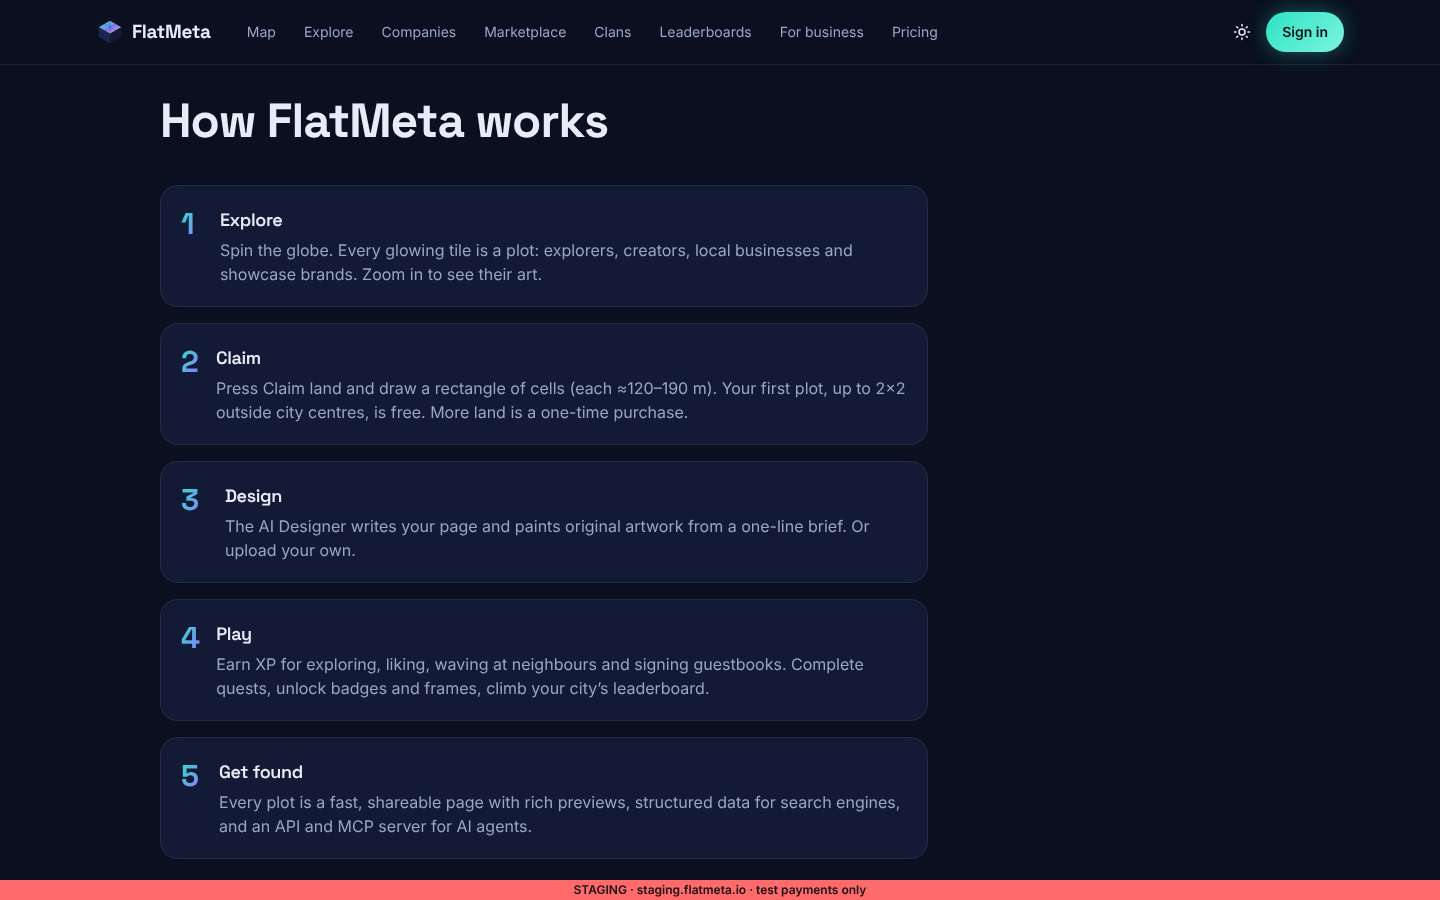 FlatMeta
Map
Explore
Companies
Marketplace
Clans
Leaderboards
For business
Pricing
Sign in
How FlatMeta works
1
Explore
Spin the globe. Every glowing tile is a plot: explorers, creators, local businesses and
showcase brands. Zoom in to see their art.
2
Claim
Press Claim land and draw a rectangle of cells (each ≈120–190 m). Your first plot, up to 2×2
outside city centres, is free. More land is a one-time purchase.
3
Design
The AI Designer writes your page and paints original artwork from a one-line brief. Or
upload your own.
4
Play
Earn XP for exploring, liking, waving at neighbours and signing guestbooks. Complete
quests, unlock badges and frames, climb your city’s leaderboard.
5
Get found
Every plot is a fast, shareable page with rich previews, structured data for search engines,
and an API and MCP server for AI agents.
STAGING · staging.flatmeta.io · test payments only